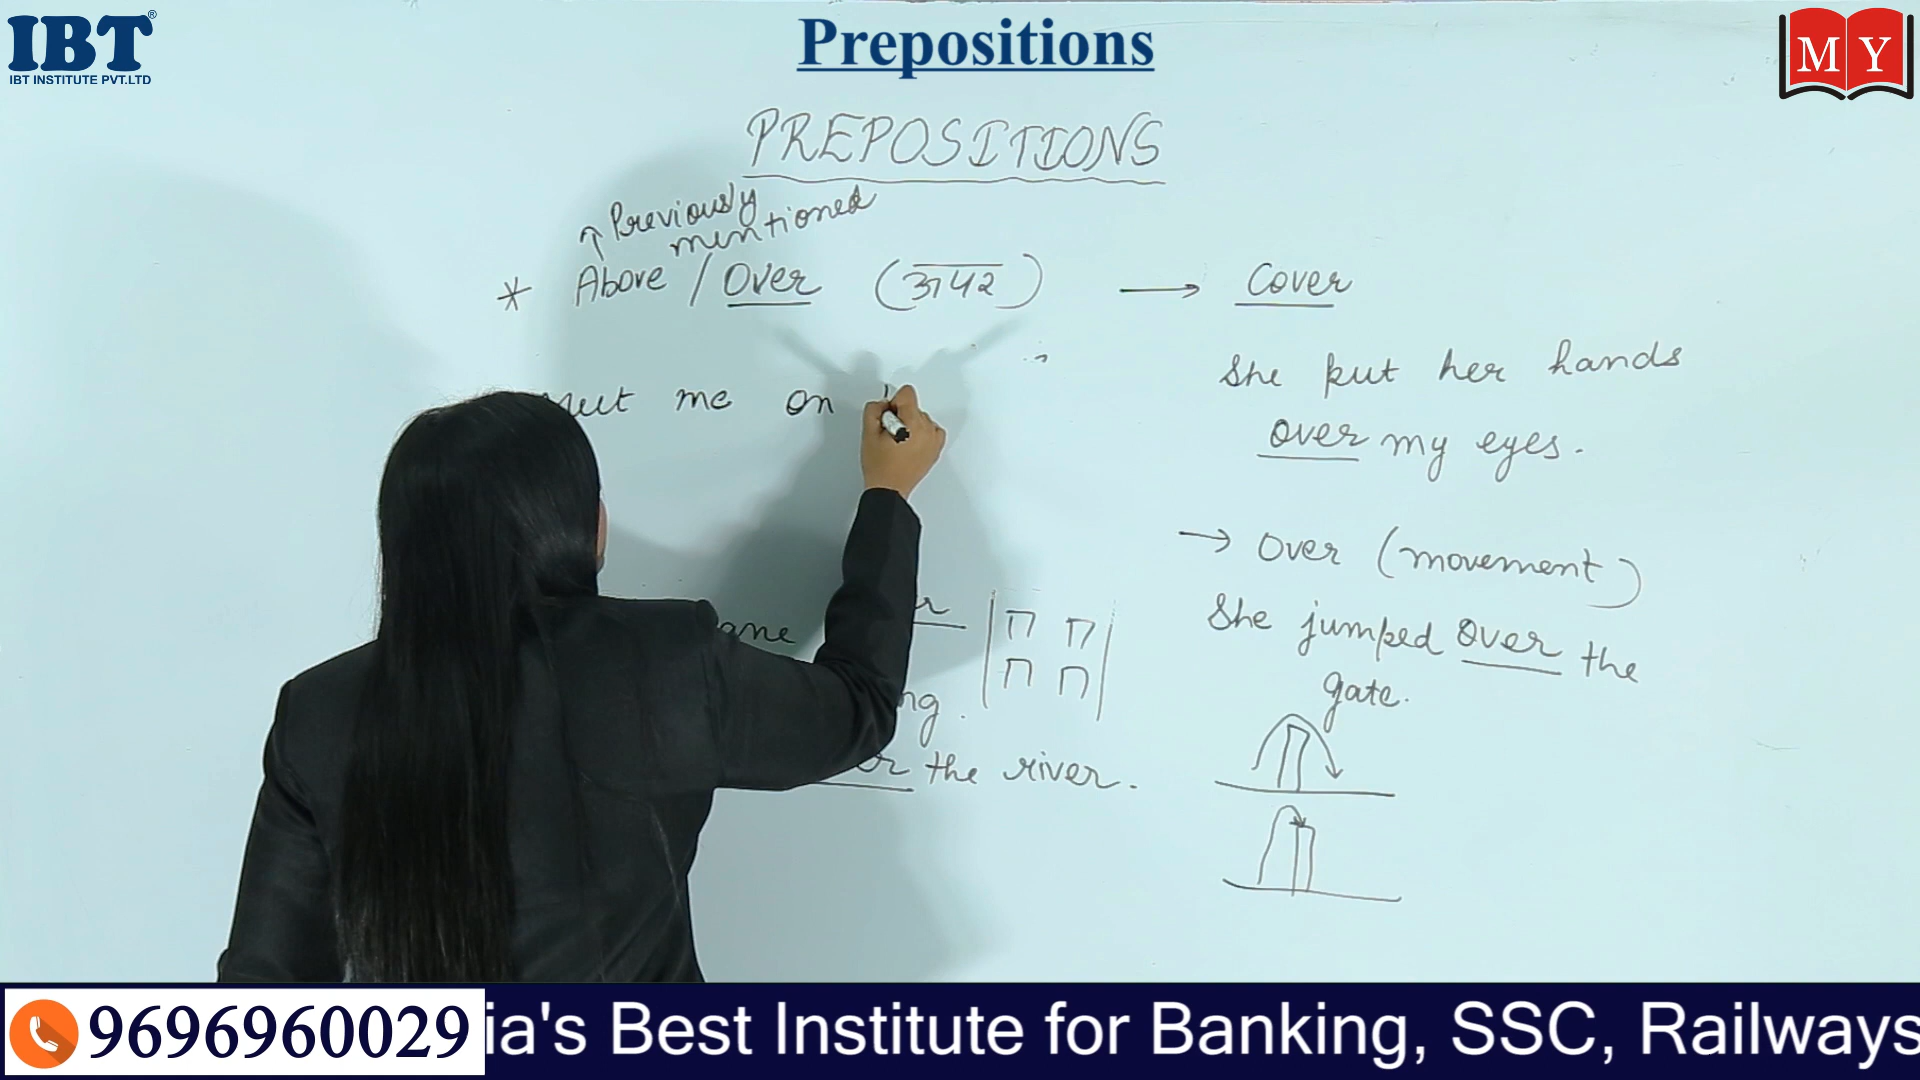 IBT®
IBT INSTITUTE PVT.LTD
Prepositions
M Y
PREPOSITIONS
↑ Previously
mentioned
* Above / Over (ऊपर) → Cover
She put her hands
over my eyes.
me on
→ Over (movement)
She jumped over the
gate.
the river.
9696960029
ia's Best Institute for Banking, SSC, Railways